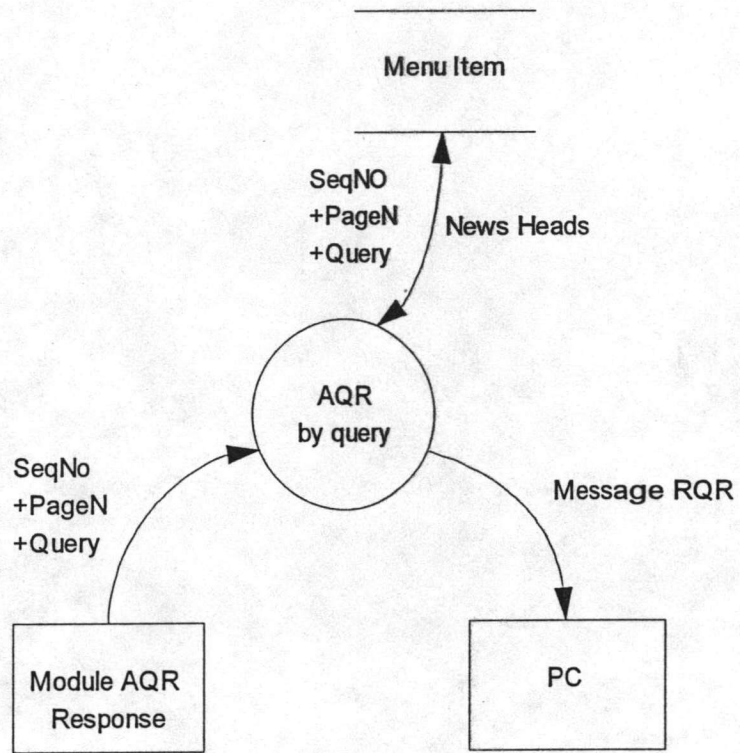 Menu Item
SeqNO
+PageN
+Query
News Heads
AQR
by query
SeqNo
+PageN
+Query
Message RQR
Module AQR
Response
PC